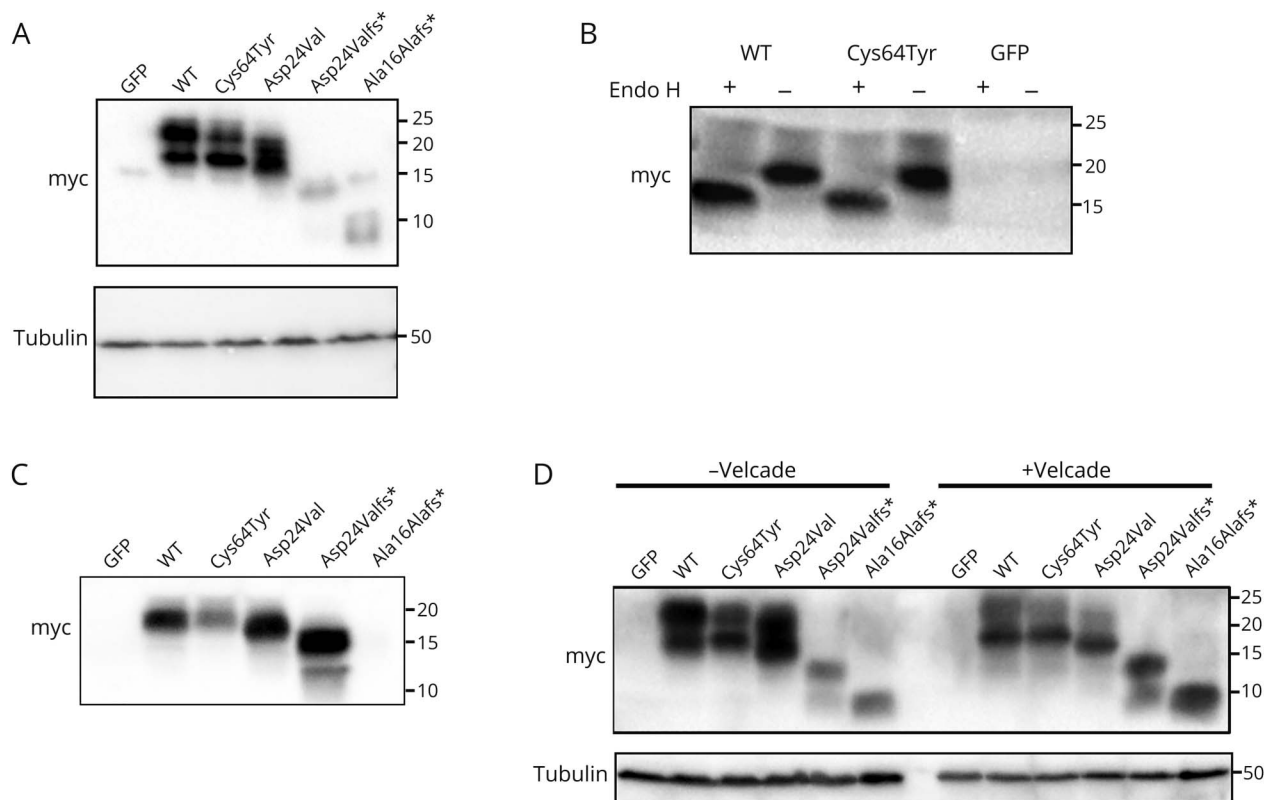 A
GFP
WT
Cys64Tyr
Asp24Val
Asp24Valfs*
Ala16Alafs*
myc
25
20
15
10
Tubulin
50
B
WT
Cys64Tyr
GFP
Endo H
+
–
+
–
+
–
myc
25
20
15
C
GFP
WT
Cys64Tyr
Asp24Val
Asp24Valfs*
Ala16Alafs*
myc
20
15
10
D
–Velcade
+Velcade
GFP
WT
Cys64Tyr
Asp24Val
Asp24Valfs*
Ala16Alafs*
GFP
WT
Cys64Tyr
Asp24Val
Asp24Valfs*
Ala16Alafs*
myc
25
20
15
10
Tubulin
50